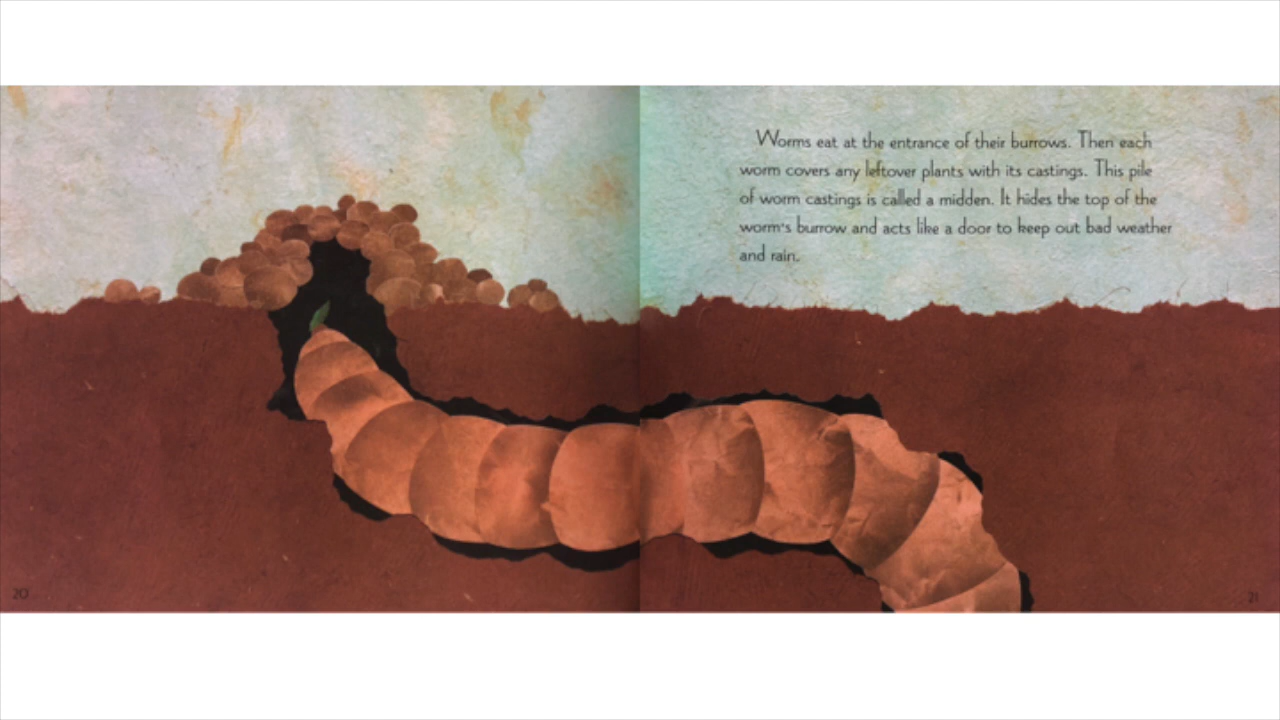 Worms eat at the entrance of their burrows. Then each
worm covers any leftover plants with its castings. This pile
of worm castings is called a midden. It hides the top of the
worm's burrow and acts like a door to keep out bad weather
and rain.
20
21